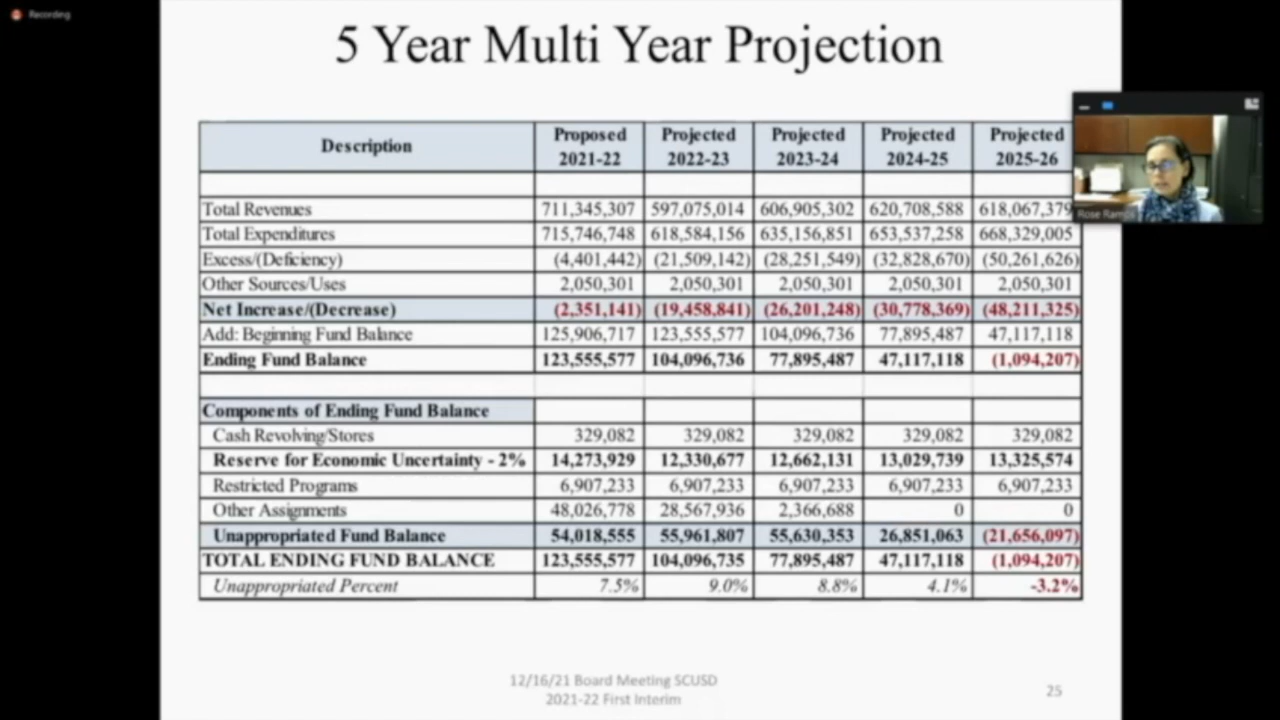 Recording
5 Year Multi Year Projection
Description Proposed 2021-22 Projected 2022-23 Projected 2023-24 Projected 2024-25 Projected 2025-26
Total Revenues 711,345,307 597,075,014 606,905,302 620,708,588 618,067,379
Total Expenditures 715,746,748 618,584,156 635,156,851 653,537,258 668,329,005
Excess/(Deficiency) (4,401,442) (21,509,142) (28,251,549) (32,828,670) (50,261,626)
Other Sources/Uses 2,050,301 2,050,301 2,050,301 2,050,301 2,050,301
Net Increase/(Decrease) (2,351,141) (19,458,841) (26,201,248) (30,778,369) (48,211,325)
Add: Beginning Fund Balance 125,906,717 123,555,577 104,096,736 77,895,487 47,117,118
Ending Fund Balance 123,555,577 104,096,736 77,895,487 47,117,118 (1,094,207)
Components of Ending Fund Balance
Cash Revolving/Stores 329,082 329,082 329,082 329,082 329,082
Reserve for Economic Uncertainty - 2% 14,273,929 12,330,677 12,662,131 13,029,739 13,325,574
Restricted Programs 6,907,233 6,907,233 6,907,233 6,907,233 6,907,233
Other Assignments 48,026,778 28,567,936 2,366,688 0 0
Unappropriated Fund Balance 54,018,555 55,961,807 55,630,353 26,851,063 (21,656,097)
TOTAL ENDING FUND BALANCE 123,555,577 104,096,735 77,895,487 47,117,118 (1,094,207)
Unappropriated Percent 7.5% 9.0% 8.8% 4.1% -3.2%
12/16/21 Board Meeting SCUSD
2021-22 First Interim
25
Rose